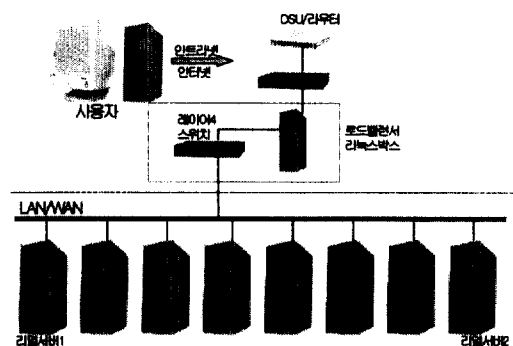 DSU/라우터
인트라넷
인터넷
사용자
레이어4
스위치
로드밸런서
리눅스박스
LAN/WAN
리얼서버1
리얼서버2